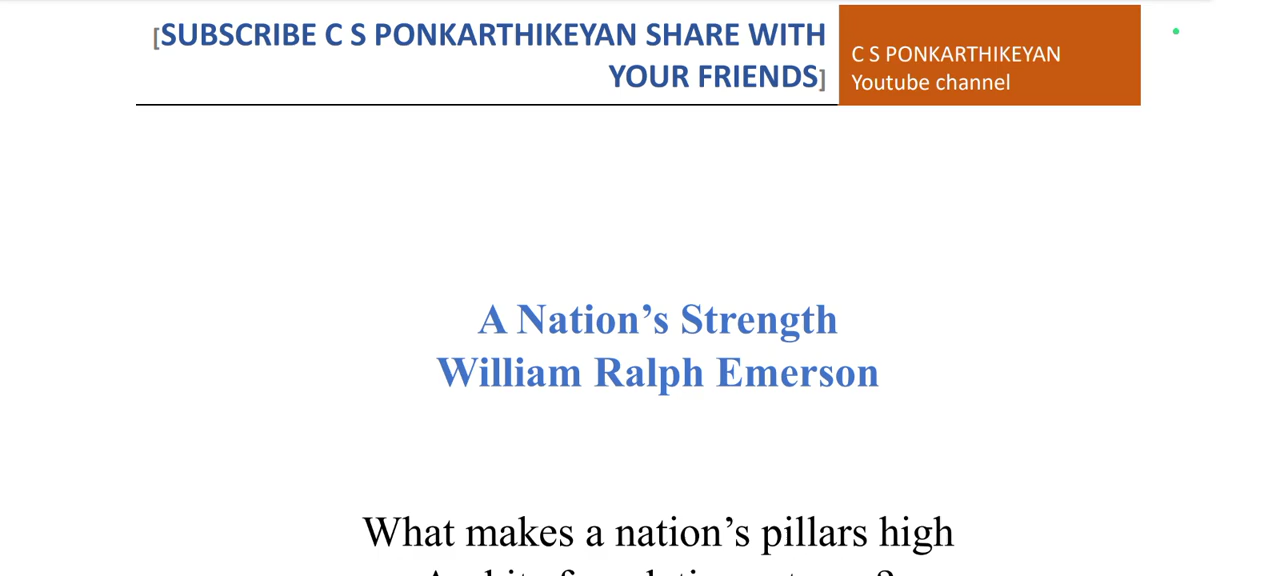 [SUBSCRIBE C S PONKARTHIKEYAN SHARE WITH
YOUR FRIENDS]
C S PONKARTHIKEYAN
Youtube channel
A Nation’s Strength
William Ralph Emerson
What makes a nation’s pillars high